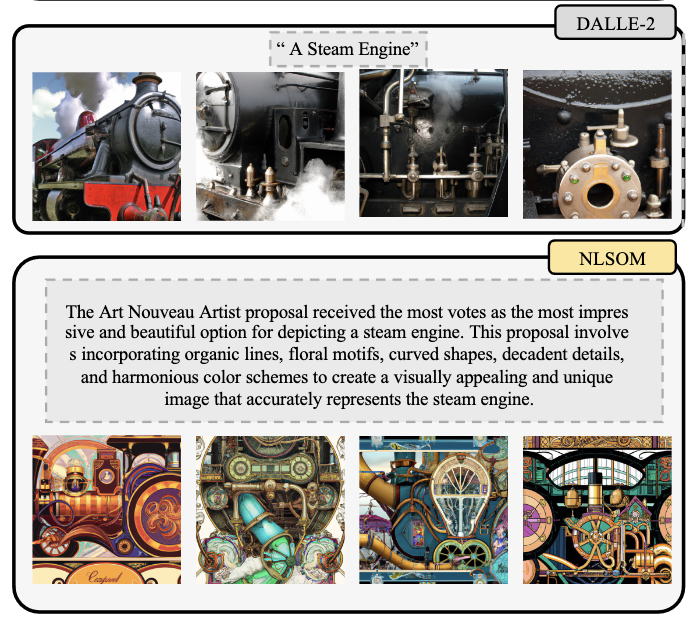 DALLE-2
“ A Steam Engine”
NLSOM
The Art Nouveau Artist proposal received the most votes as the most impres
sive and beautiful option for depicting a steam engine. This proposal involve
s incorporating organic lines, floral motifs, curved shapes, decadent details,
and harmonious color schemes to create a visually appealing and unique
image that accurately represents the steam engine.